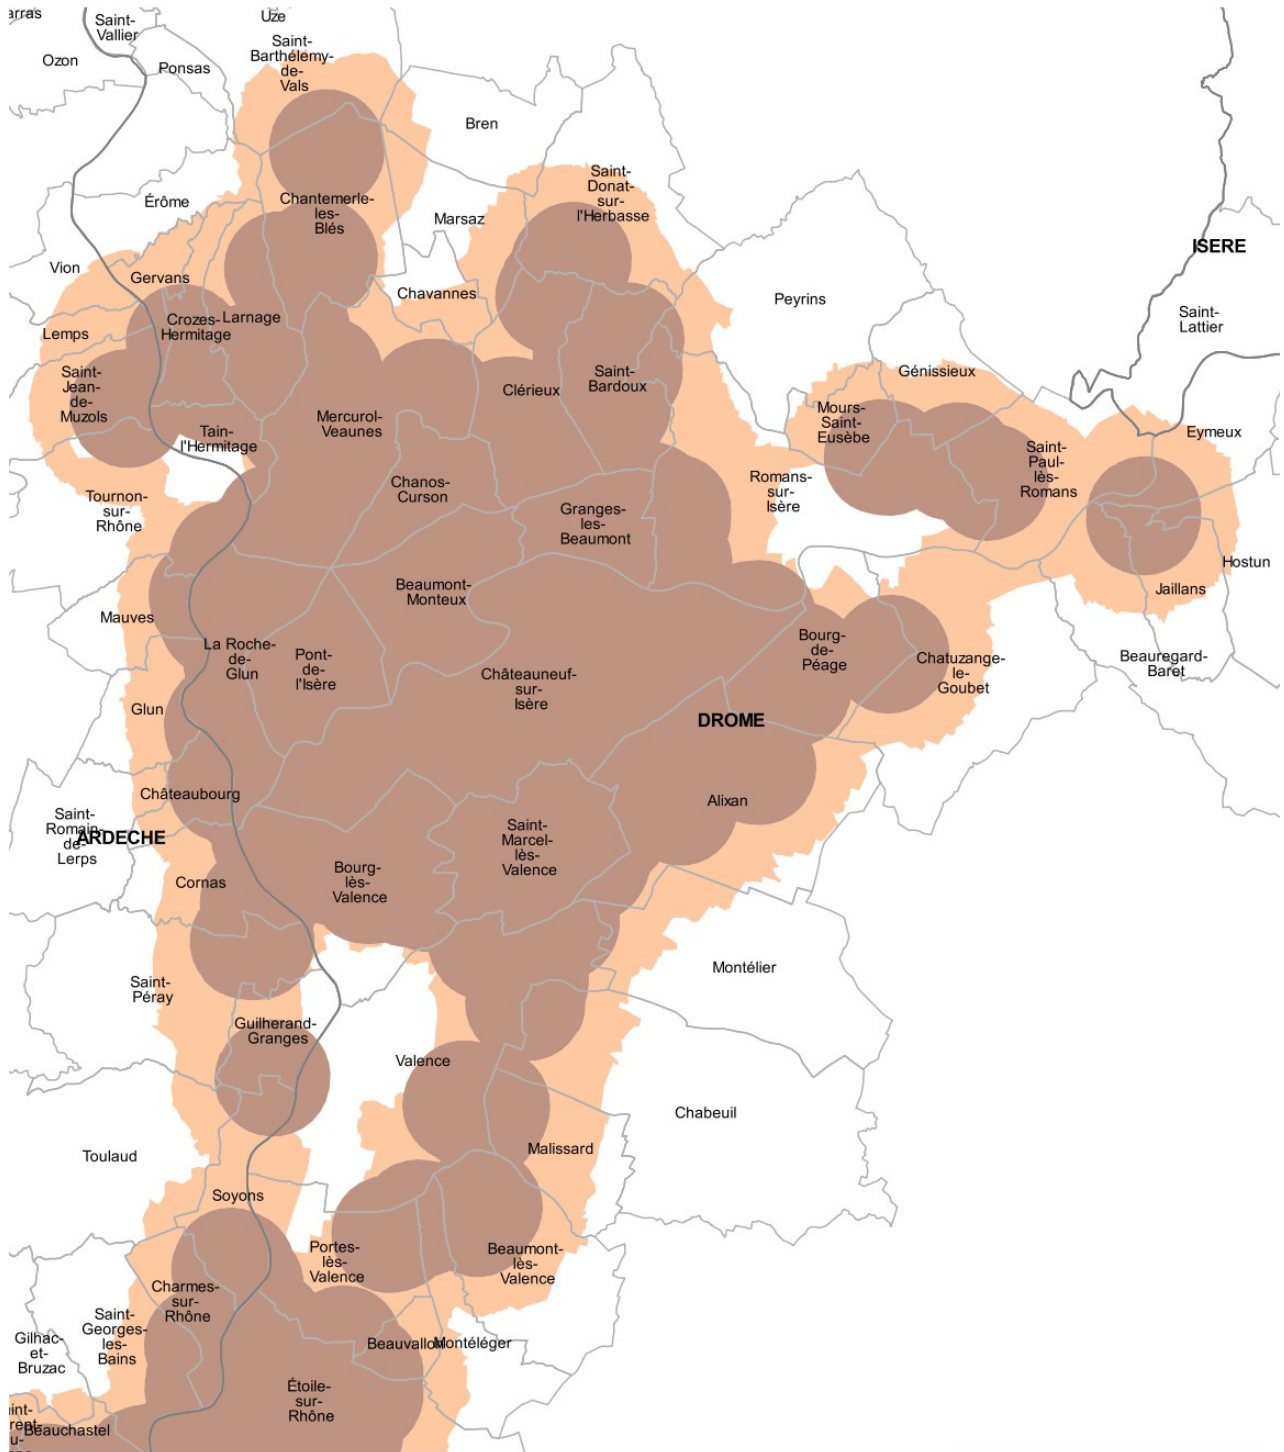 Saint-
Vallier
Uze
Ozon
Ponsas
Saint-
Barthélemy-
de-
Vals
Bren
Érôme
Chantemerle-
les-
Blés
Marsaz
Saint-
Donat-
sur-
l'Herbasse
ISERE
Vion
Gervans
Chavannes
Peyrins
Saint-
Lattier
Lemps
Crozes-
Hermitage
Larnage
Saint-
Jean-
de-
Muzols
Tain-
l'Hermitage
Mercurol-
Veaunes
Clérieux
Saint-
Bardoux
Génissieux
Mours-
Saint-
Eusèbe
Eymeux
Saint-
Paul-
lès-
Romans
Tournon-
sur-
Rhône
Chanos-
Curson
Granges-
les-
Beaumont
Romans-
sur-
Isère
Hostun
Jaillans
Mauves
Beaumont-
Monteux
La Roche-
de-
Glun
Pont-
de-
l'Isère
Châteauneuf-
sur-
Isère
Bourg-
de-
Péage
Chatuzange-
le-
Goubet
Beauregard-
Baret
Glun
DROME
Châteaubourg
Alixan
Saint-
Romain-
de-
Lerps
ARDECHE
Saint-
Marcel-
lès-
Valence
Cornas
Bourg-
lès-
Valence
Saint-
Péray
Montélier
Guilherand-
Granges
Valence
Chabeuil
Toulaud
Malissard
Soyons
Portes-
lès-
Valence
Beaumont-
lès-
Valence
Charmes-
sur-
Rhône
Saint-
Georges-
les-
Bains
Gilhac-
et-
Bruzac
Beauvallon
Montéléger
Étoile-
sur-
Rhône
Beauchastel